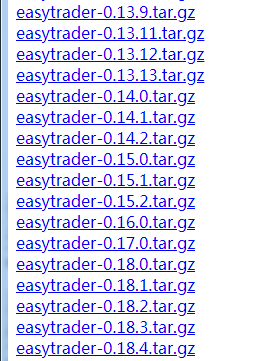 easytrader-0.13.9.tar.gz
easytrader-0.13.11.tar.gz
easytrader-0.13.12.tar.gz
easytrader-0.13.13.tar.gz
easytrader-0.14.0.tar.gz
easytrader-0.14.1.tar.gz
easytrader-0.14.2.tar.gz
easytrader-0.15.0.tar.gz
easytrader-0.15.1.tar.gz
easytrader-0.15.2.tar.gz
easytrader-0.16.0.tar.gz
easytrader-0.17.0.tar.gz
easytrader-0.18.0.tar.gz
easytrader-0.18.1.tar.gz
easytrader-0.18.2.tar.gz
easytrader-0.18.3.tar.gz
easytrader-0.18.4.tar.gz